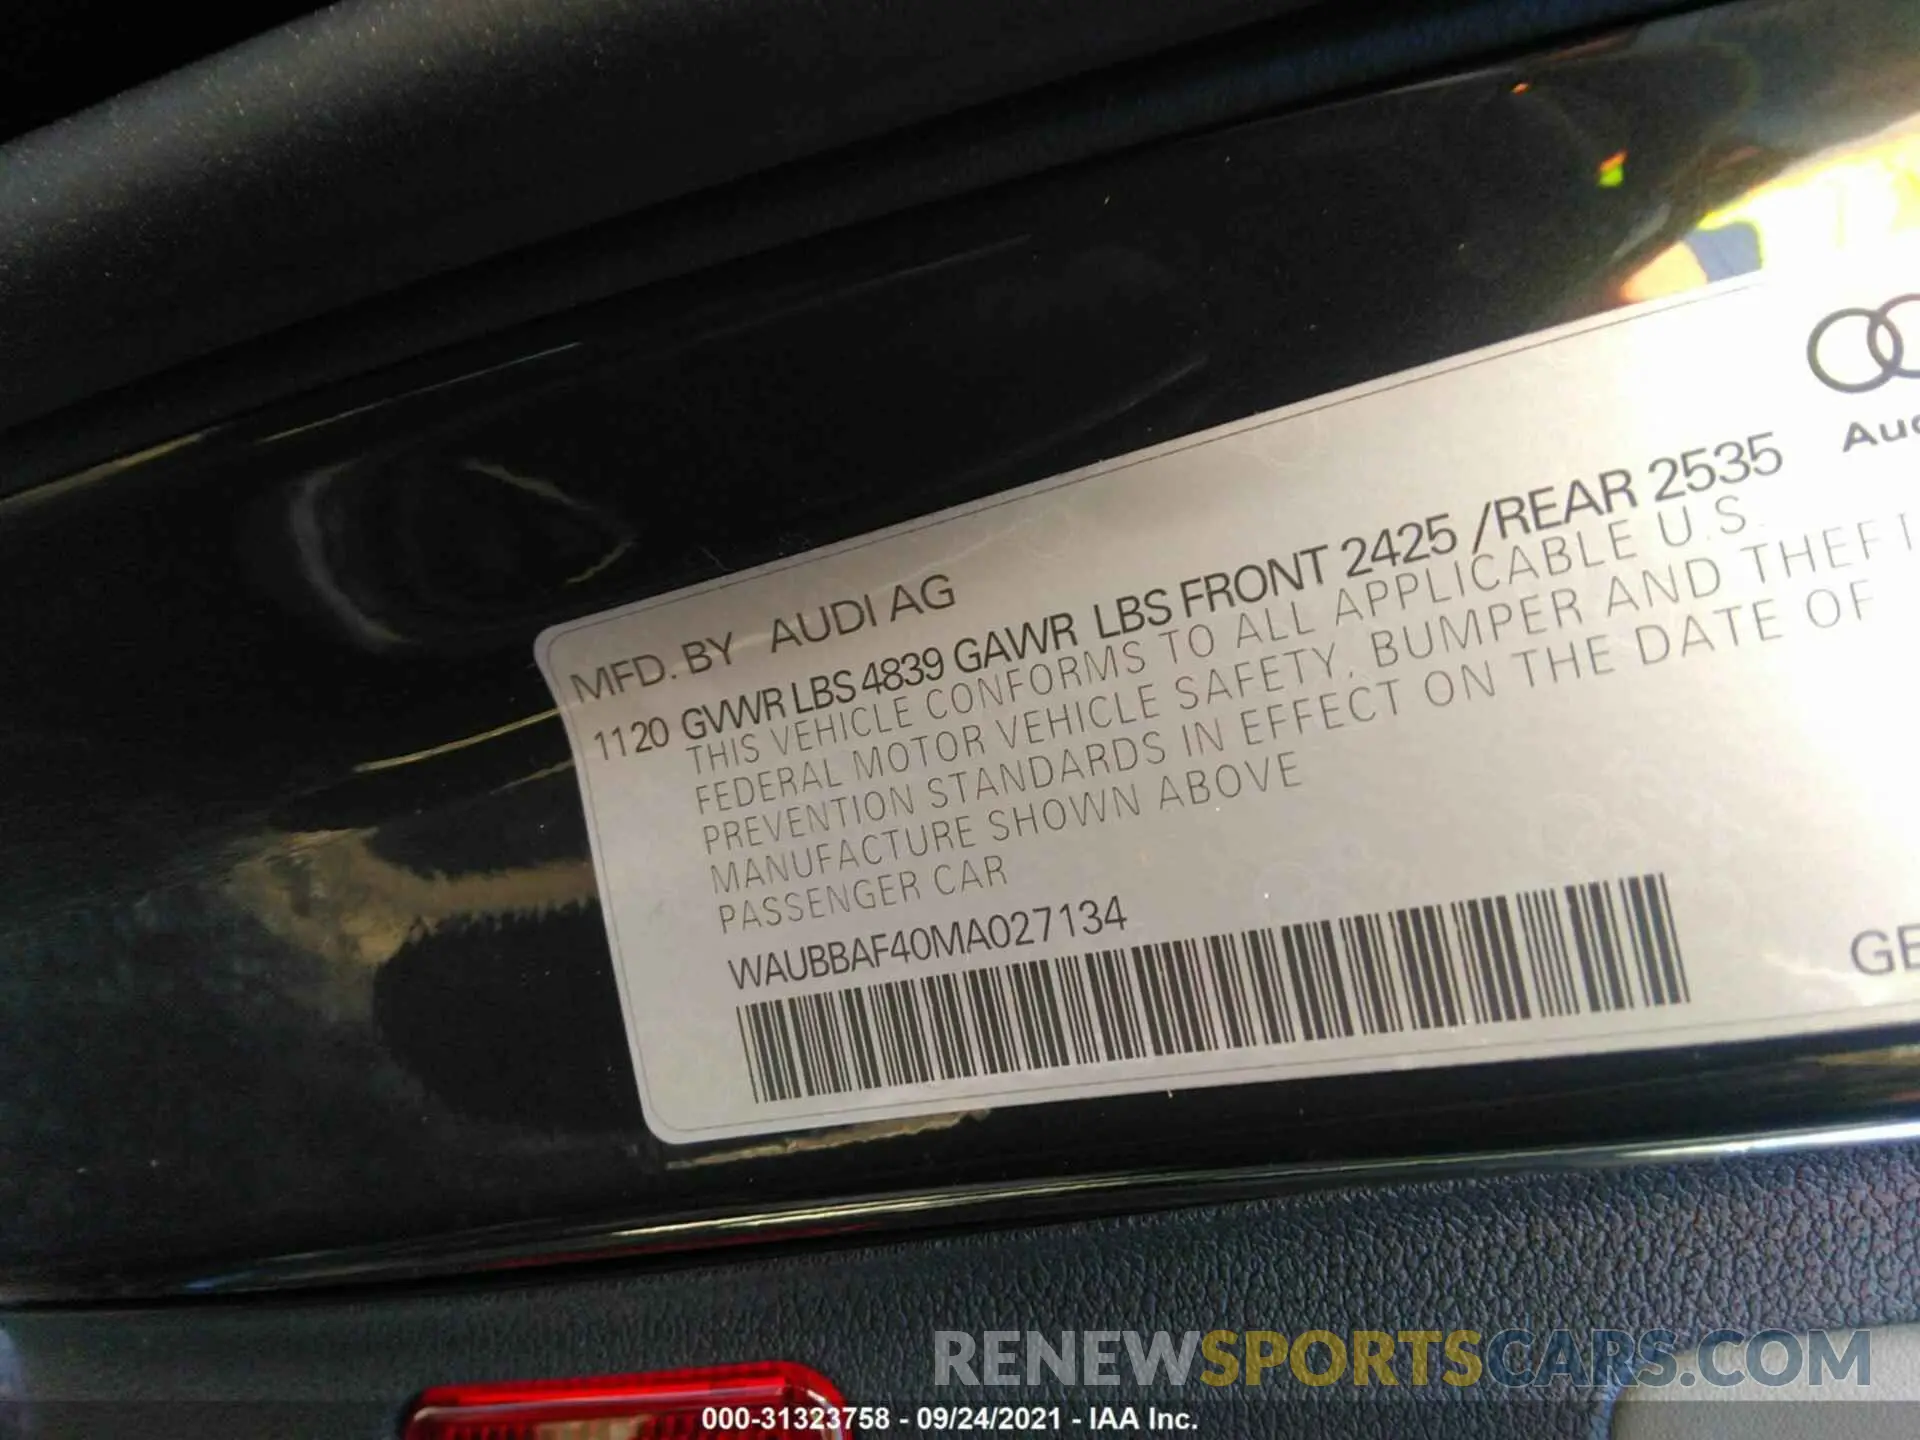 MFD. BY AUDI AG
1120 GVWR LBS 4839 GAWR LBS FRONT 2425 /REAR 2535
THIS VEHICLE CONFORMS TO ALL APPLICABLE U.S.
FEDERAL MOTOR VEHICLE SAFETY, BUMPER AND THEFT
PREVENTION STANDARDS IN EFFECT ON THE DATE OF
MANUFACTURE SHOWN ABOVE
PASSENGER CAR
WAUBBAF40MA027134
RENEWSPORTSCARS.COM
000-31323758 - 09/24/2021 - IAA Inc.